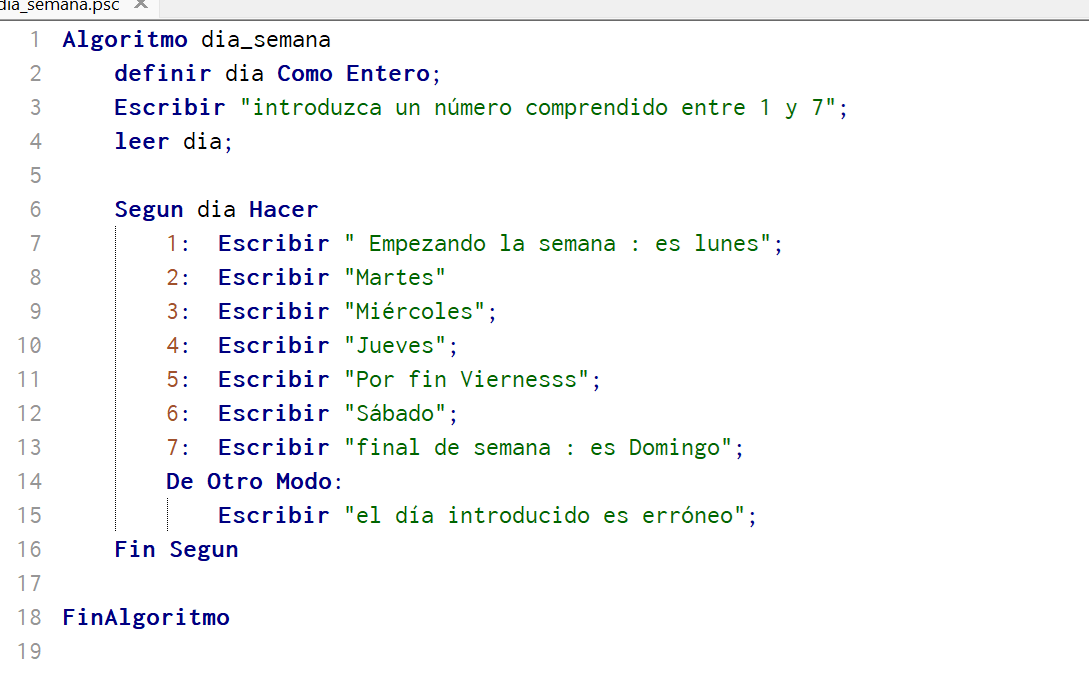 dia_semana.psc ×
1 Algoritmo dia_semana
2 definir dia Como Entero;
3 Escribir "introduzca un número comprendido entre 1 y 7";
4 leer dia;
5
6 Segun dia Hacer
7 1: Escribir " Empezando la semana : es lunes";
8 2: Escribir "Martes"
9 3: Escribir "Miércoles";
10 4: Escribir "Jueves";
11 5: Escribir "Por fin Viernesss";
12 6: Escribir "Sábado";
13 7: Escribir "final de semana : es Domingo";
14 De Otro Modo:
15 Escribir "el día introducido es erróneo";
16 Fin Segun
17
18 FinAlgoritmo
19